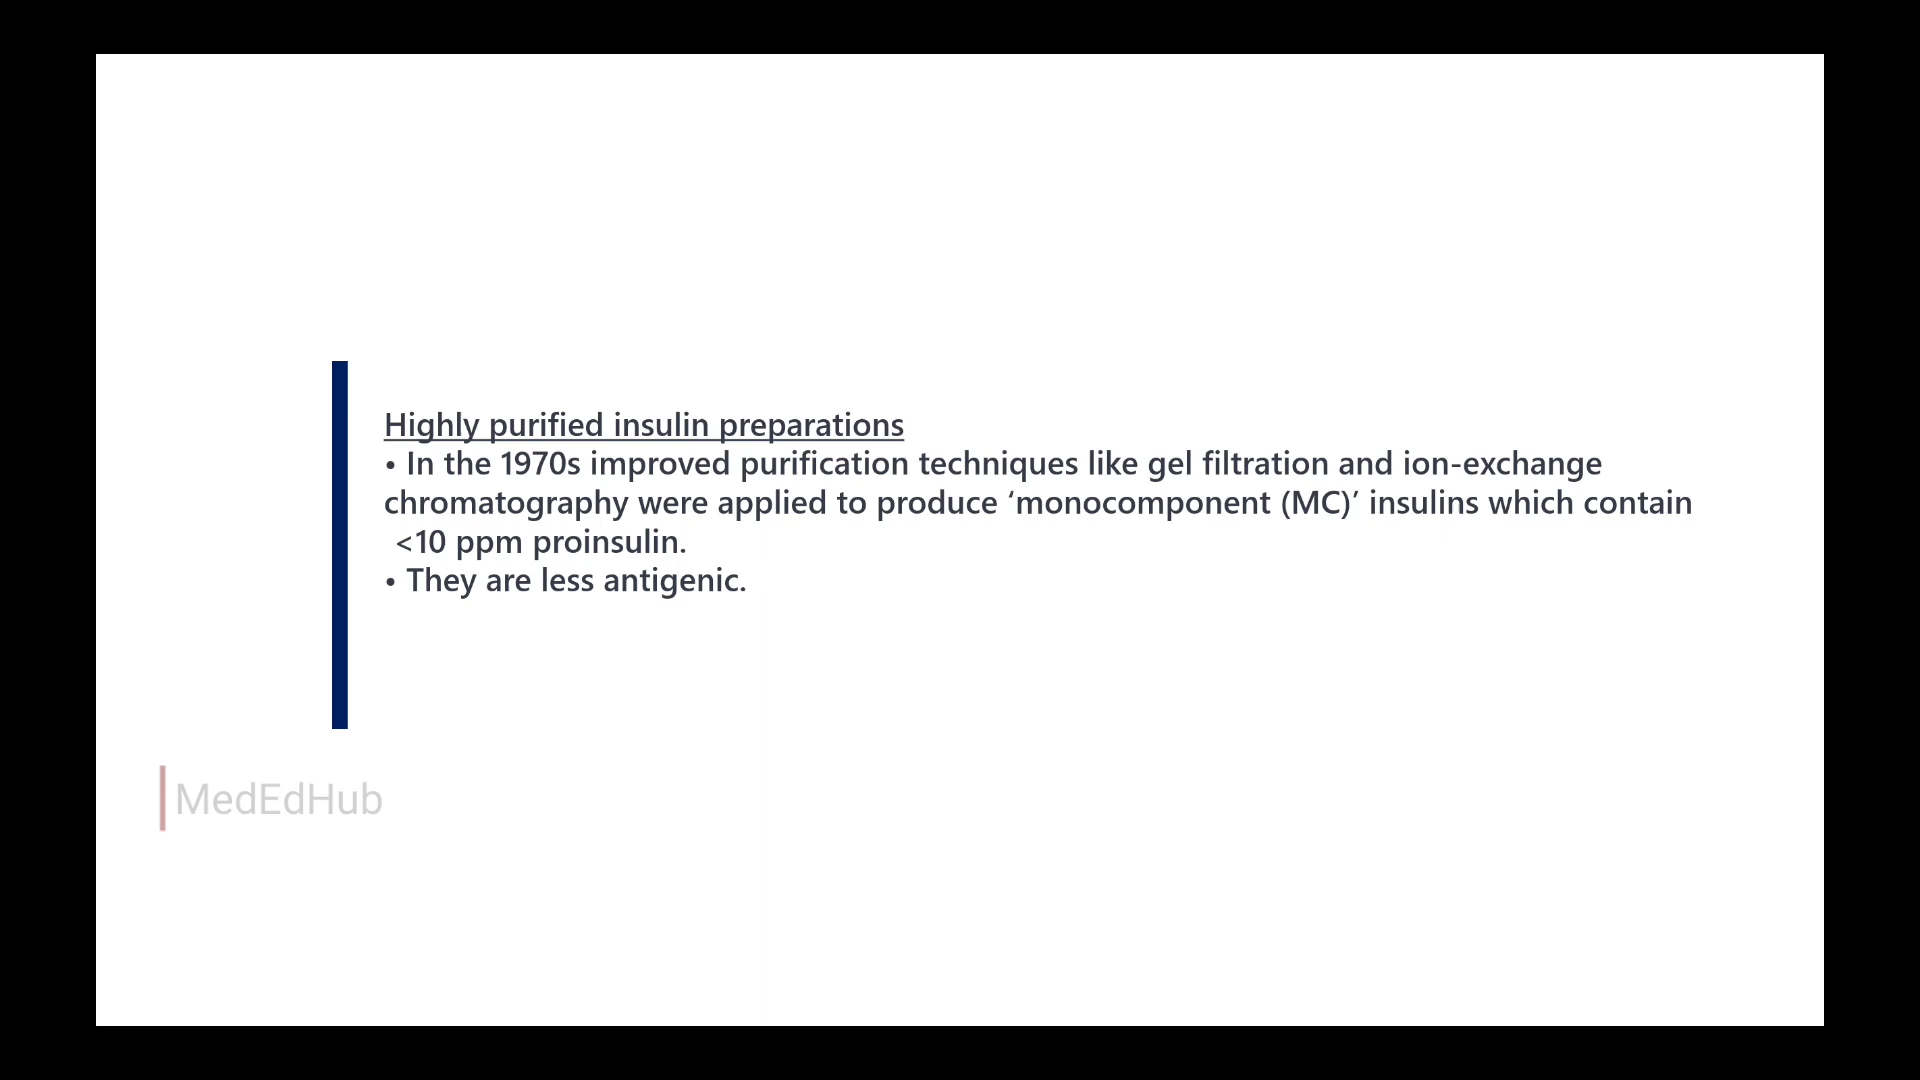 Highly purified insulin preparations
• In the 1970s improved purification techniques like gel filtration and ion-exchange
chromatography were applied to produce ‘monocomponent (MC)’ insulins which contain
<10 ppm proinsulin.
• They are less antigenic.
MedEdHub